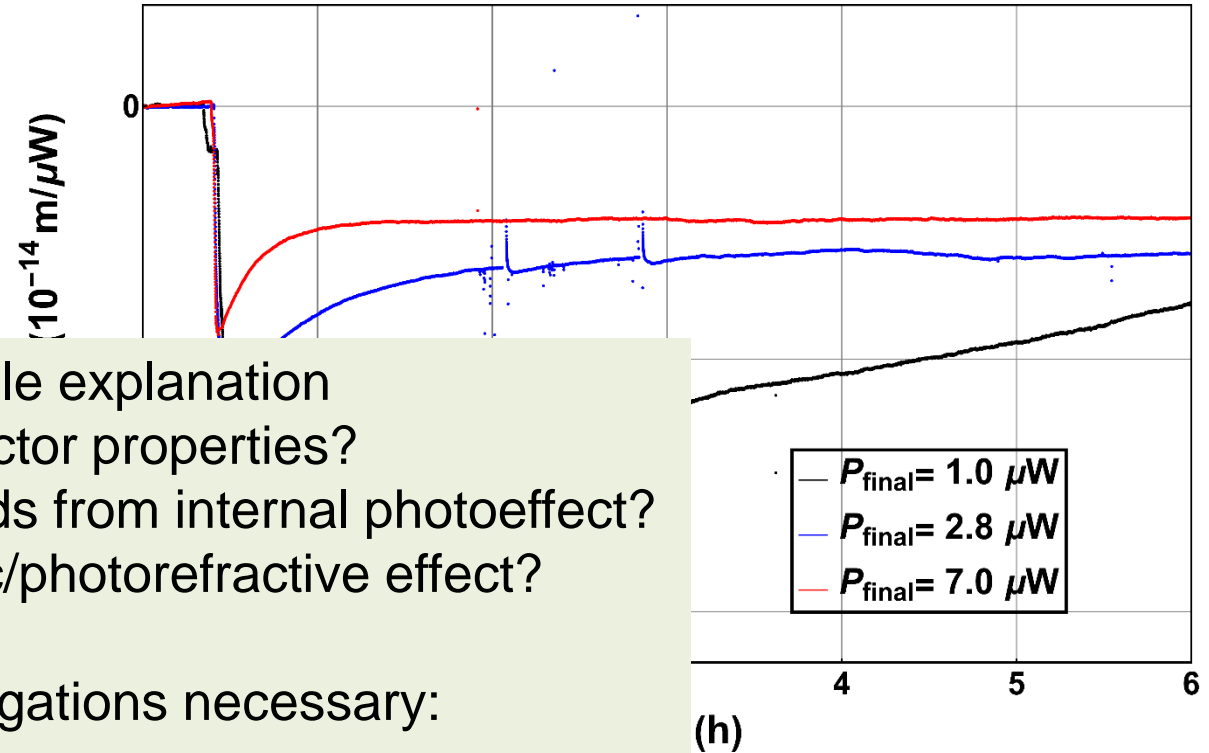 0
(10⁻¹⁴ m/μW)
le explanation
ctor properties?
ds from internal photoeffect?
c/photorefractive effect?
gations necessary:
P_final= 1.0 μW
P_final= 2.8 μW
P_final= 7.0 μW
4 5 6
(h)